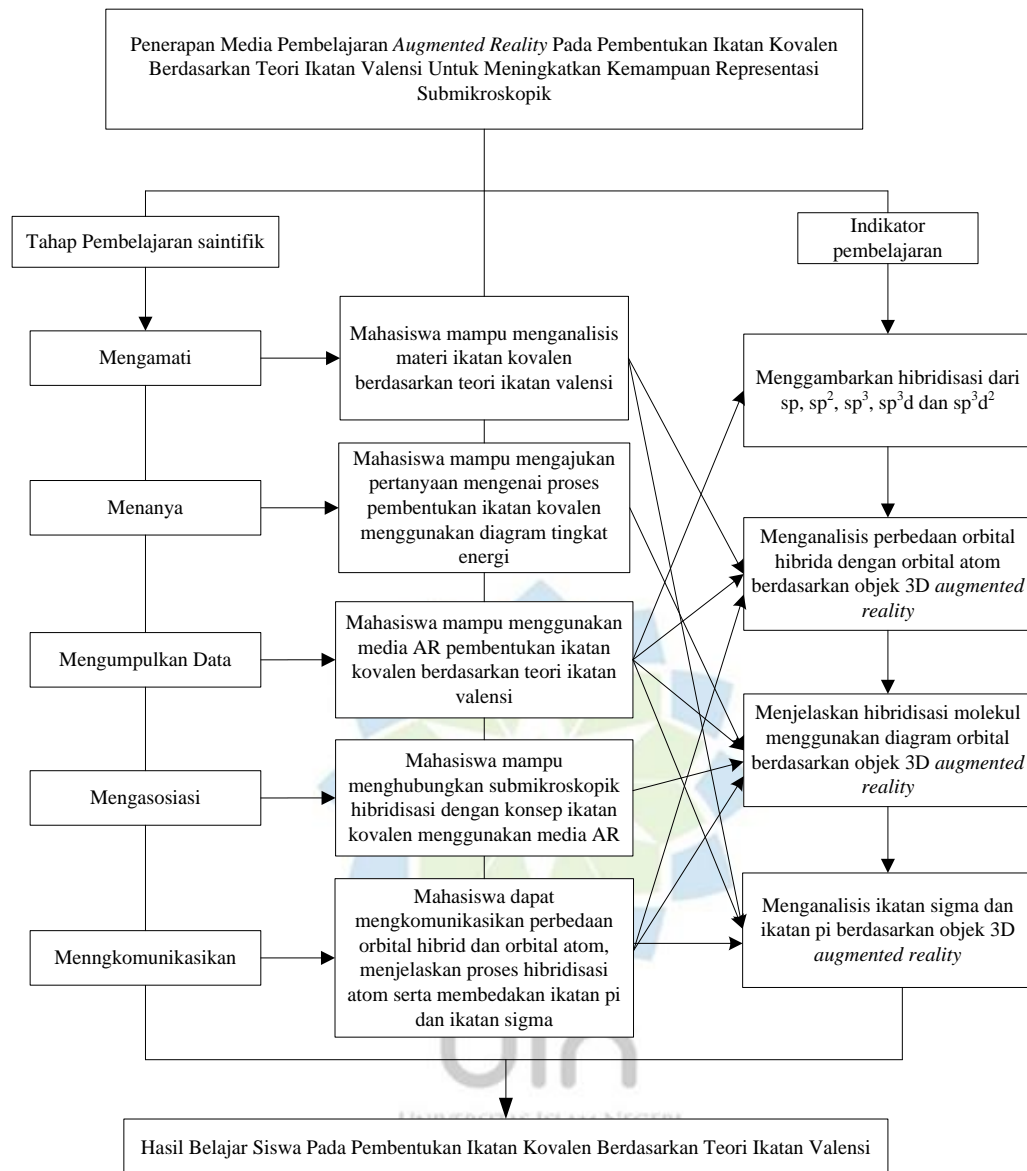 Penerapan Media Pembelajaran Augmented Reality Pada Pembentukan Ikatan Kovalen
Berdasarkan Teori Ikatan Valensi Untuk Meningkatkan Kemampuan Representasi
Submikroskopik
Tahap Pembelajaran saintifik
Indikator
pembelajaran
Mengamati
Mahasiswa mampu menganalisis
materi ikatan kovalen
berdasarkan teori ikatan valensi
Menggambarkan hibridisasi dari
sp, sp², sp³, sp³d dan sp³d²
Menanya
Mahasiswa mampu mengajukan
pertanyaan mengenai proses
pembentukan ikatan kovalen
menggunakan diagram tingkat
energi
Menganalisis perbedaan orbital
hibrida dengan orbital atom
berdasarkan objek 3D augmented
reality
Mengumpulkan Data
Mahasiswa mampu menggunakan
media AR pembentukan ikatan
kovalen berdasarkan teori ikatan
valensi
Menjelaskan hibridisasi molekul
menggunakan diagram orbital
berdasarkan objek 3D augmented
reality
Mengasosiasi
Mahasiswa mampu
menghubungkan submikroskopik
hibridisasi dengan konsep ikatan
kovalen menggunakan media AR
Menngkomunikasikan
Mahasiswa dapat
mengkomunikasikan perbedaan
orbital hibrid dan orbital atom,
menjelaskan proses hibridisasi
atom serta membedakan ikatan pi
dan ikatan sigma
Menganalisis ikatan sigma dan
ikatan pi berdasarkan objek 3D
augmented reality
uin
UNIVERSITAS ISLAM NEGERI
Hasil Belajar Siswa Pada Pembentukan Ikatan Kovalen Berdasarkan Teori Ikatan Valensi